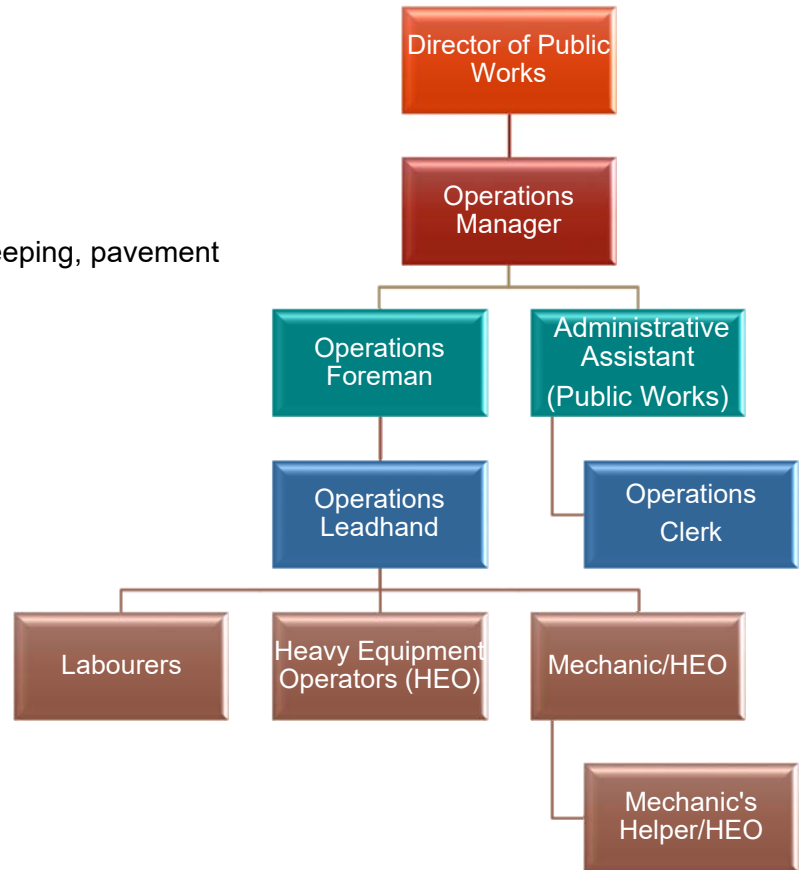 Director of Public
Works
Operations
Manager
eeping, pavement
Operations
Foreman
Administrative
Assistant
(Public Works)
Operations
Leadhand
Operations
Clerk
Labourers
Heavy Equipment
Operators (HEO)
Mechanic/HEO
Mechanic's
Helper/HEO